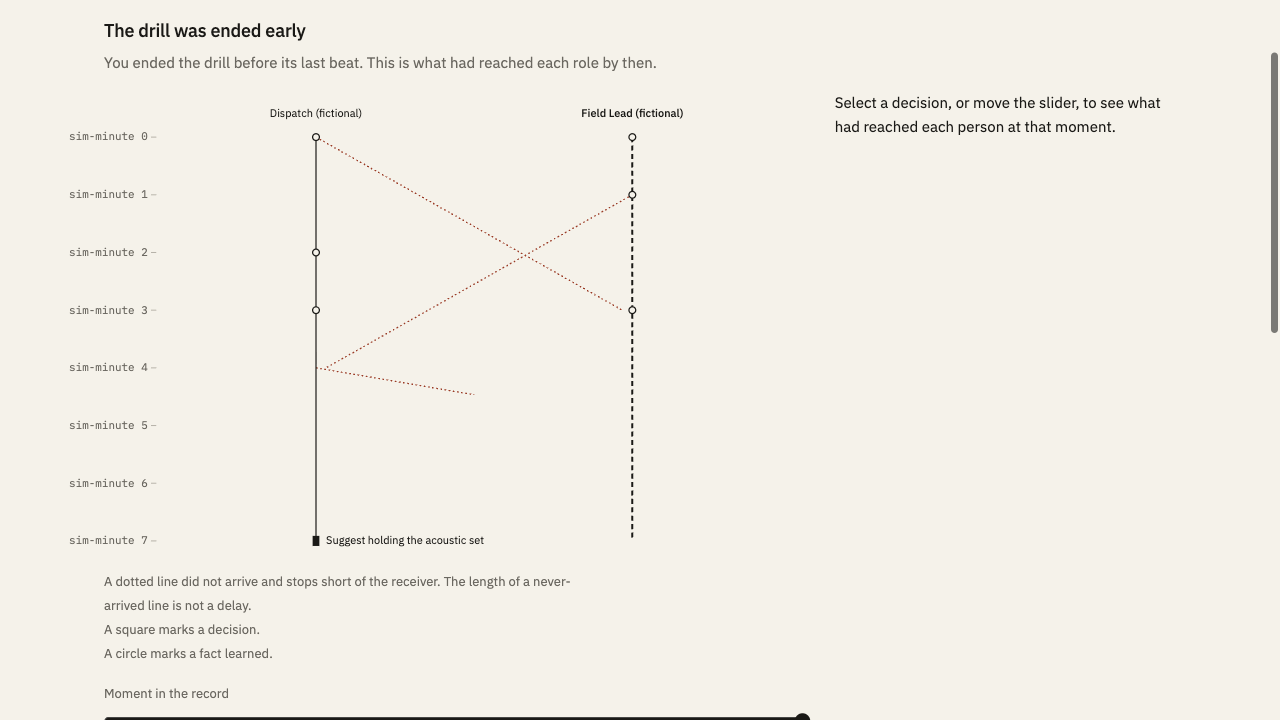 The drill was ended early
You ended the drill before its last beat. This is what had reached each role by then.
Select a decision, or move the slider, to see what
had reached each person at that moment.
Dispatch (fictional)
Field Lead (fictional)
sim-minute 0
sim-minute 1
sim-minute 2
sim-minute 3
sim-minute 4
sim-minute 5
sim-minute 6
sim-minute 7
Suggest holding the acoustic set
A dotted line did not arrive and stops short of the receiver. The length of a never-
arrived line is not a delay.
A square marks a decision.
A circle marks a fact learned.
Moment in the record